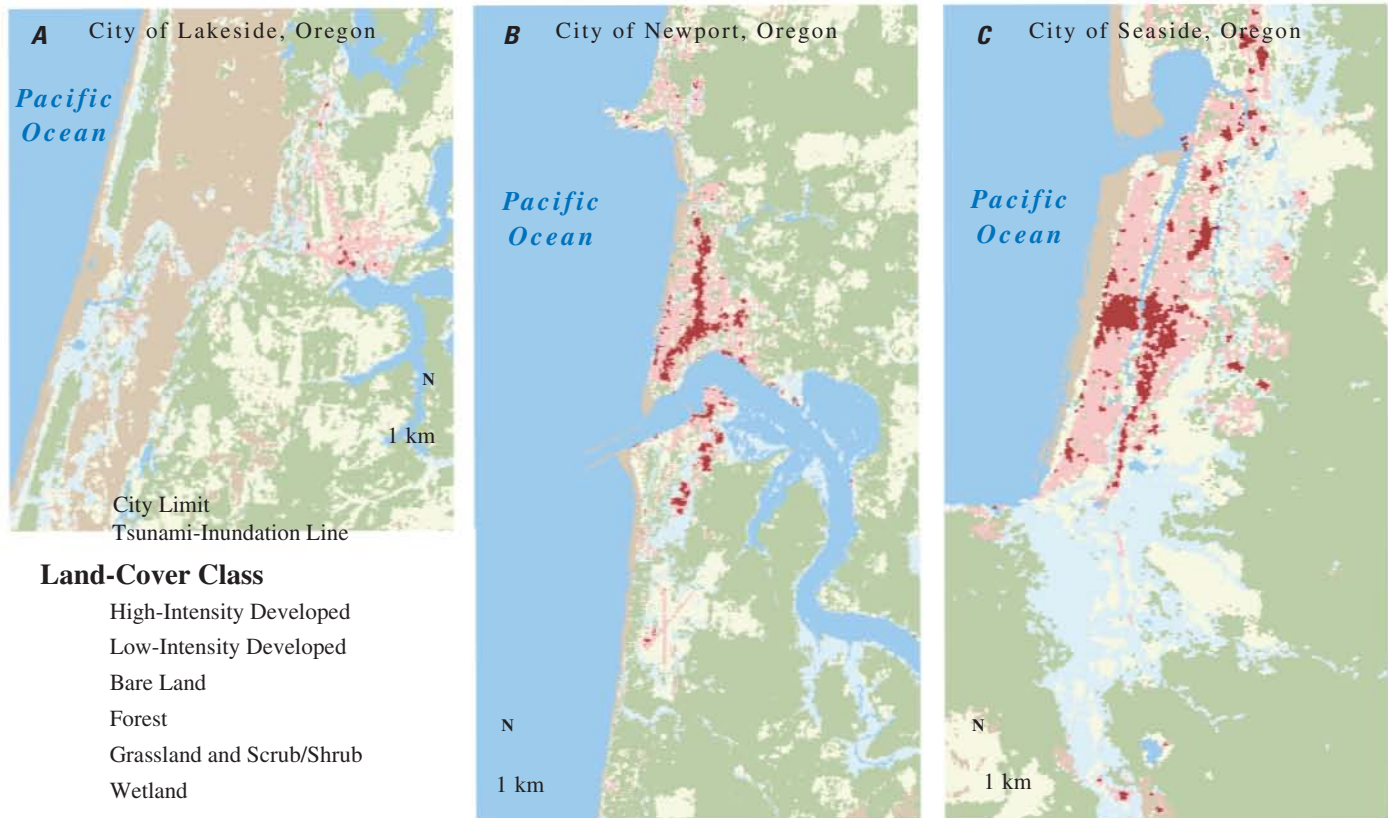 A City of Lakeside, Oregon
Pacific
Ocean
N
1 km
City Limit
Tsunami-Inundation Line
Land-Cover Class
High-Intensity Developed
Low-Intensity Developed
Bare Land
Forest
Grassland and Scrub/Shrub
Wetland
B City of Newport, Oregon
Pacific
Ocean
N
1 km
C City of Seaside, Oregon
Pacific
Ocean
N
1 km